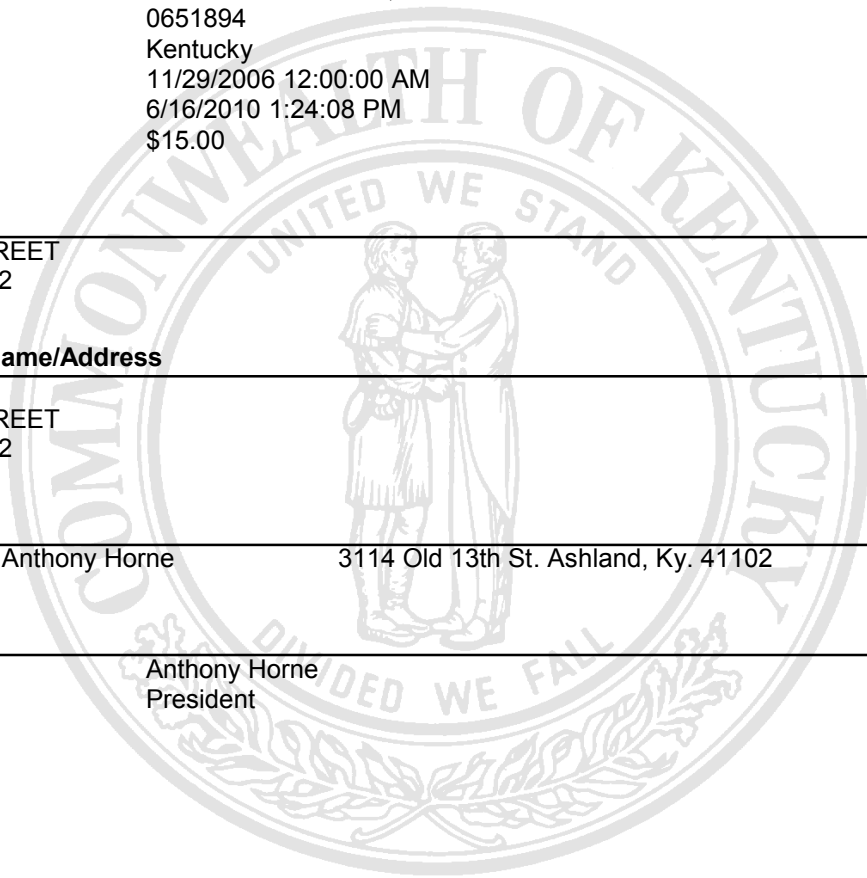 0651894
Kentucky
11/29/2006 12:00:00 AM
6/16/2010 1:24:08 PM
$15.00
COMMONWEALTH OF KENTUCKY
UNITED WE STAND
REET
2
ame/Address
REET
2
Anthony Horne 3114 Old 13th St. Ashland, Ky. 41102
Anthony Horne
President
DIVIDED WE FALL